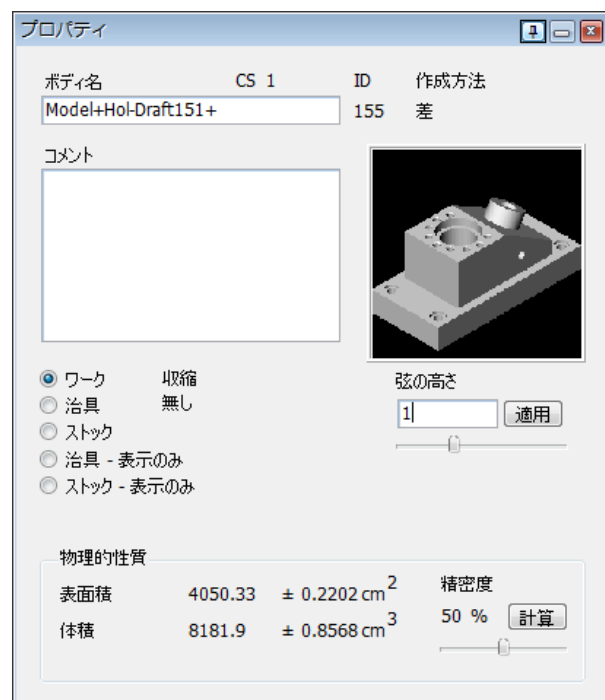 プロパティ
ボディ名 CS 1 ID 作成方法
Model+Hol-Draft151+ 155 差
コメント
ワーク 収縮
治具 無し
ストック
治具 - 表示のみ
ストック - 表示のみ
弦の高さ
1 適用
物理的性質
表面積 4050.33 ± 0.2202 cm2
体積 8181.9 ± 0.8568 cm3
精密度
50 % 計算